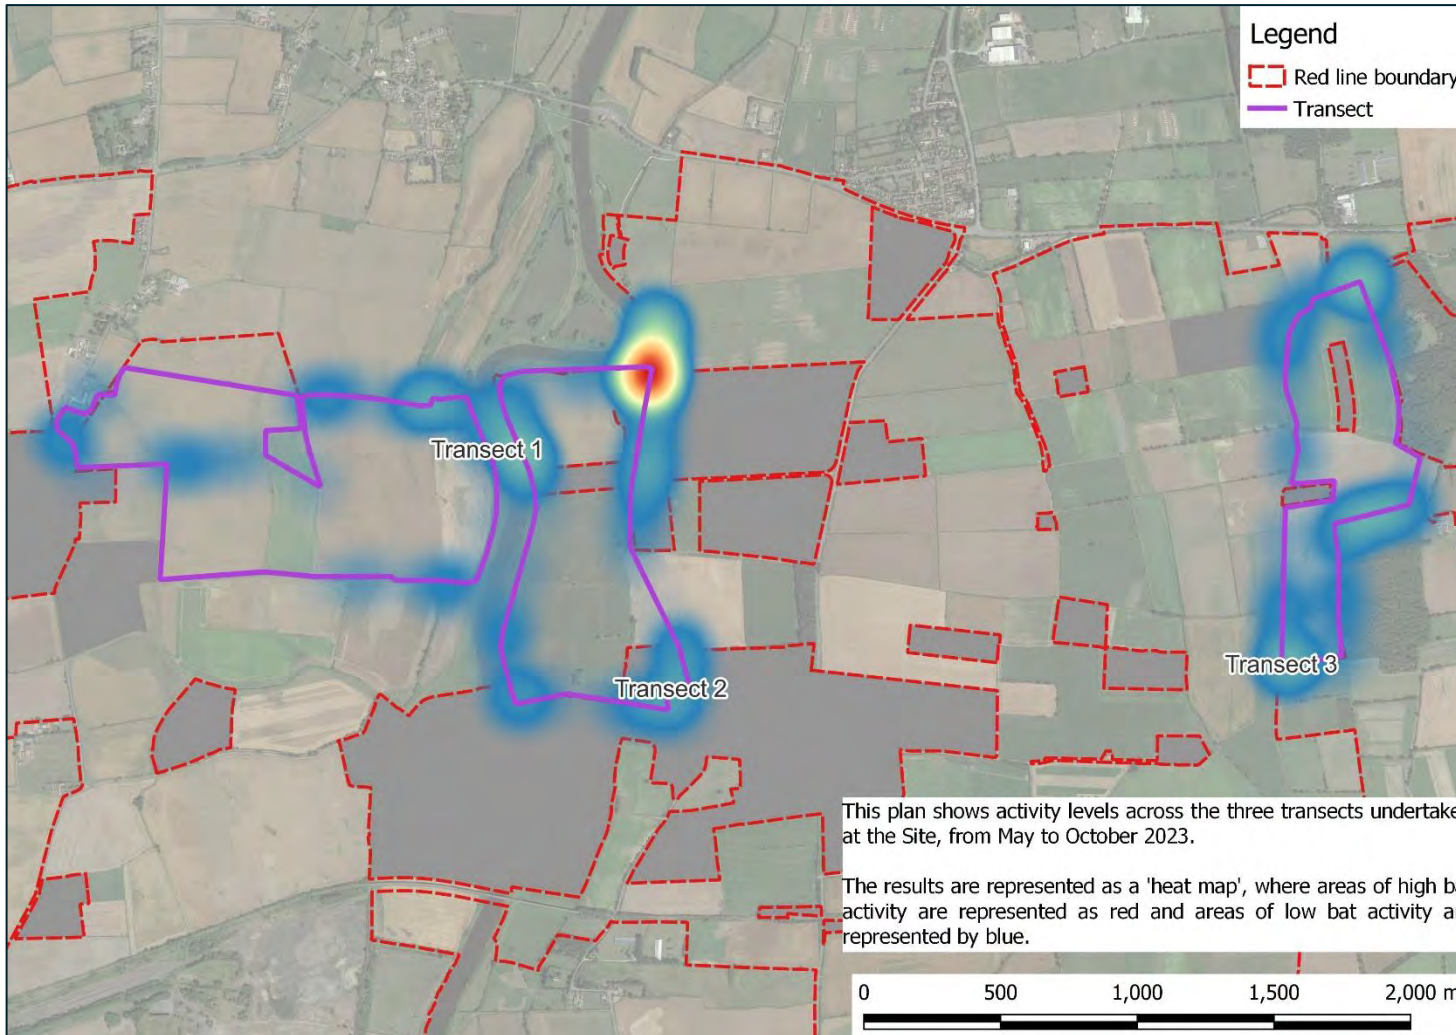 Legend
Red line boundary
Transect
Transect 1
Transect 2
Transect 3
This plan shows activity levels across the three transects undertake
at the Site, from May to October 2023.
The results are represented as a 'heat map', where areas of high ba
activity are represented as red and areas of low bat activity a
represented by blue.
0 500 1,000 1,500 2,000 m